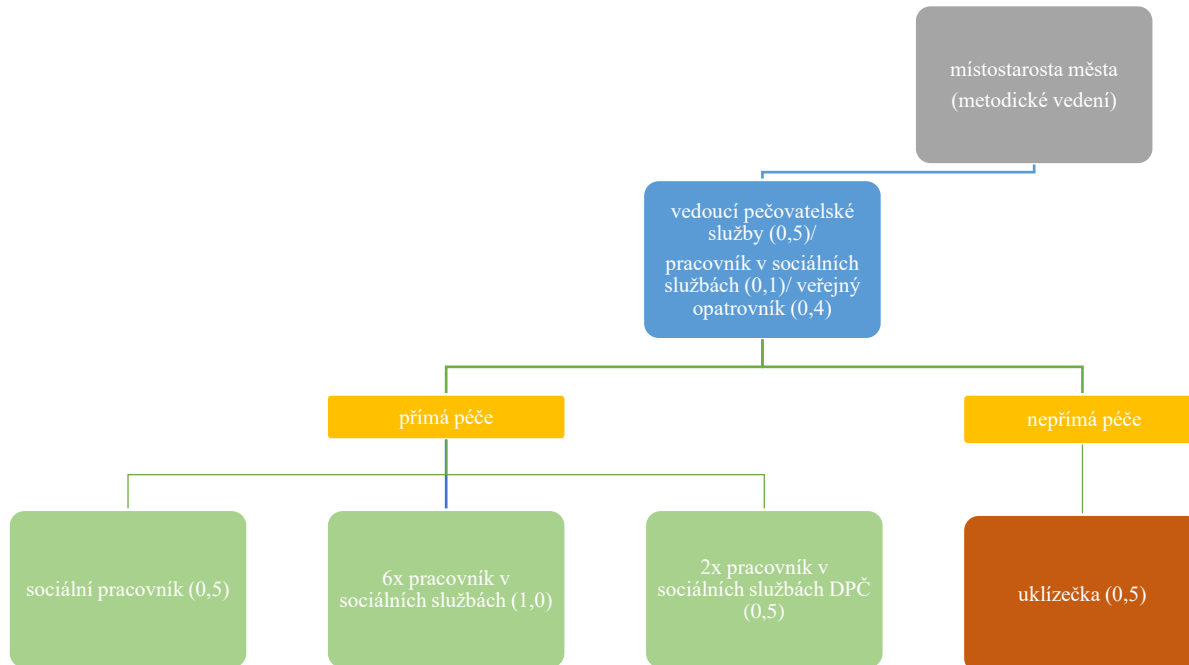 místostarosta města
(metodické vedení)
vedoucí pečovatelské
služby (0,5)/
pracovník v sociálních
službách (0,1)/ veřejný
opatrovník (0,4)
přímá péče
nepřímá péče
sociální pracovník (0,5)
6x pracovník v
sociálních službách (1,0)
2x pracovník v
sociálních službách DPČ
(0,5)
uklízečka (0,5)